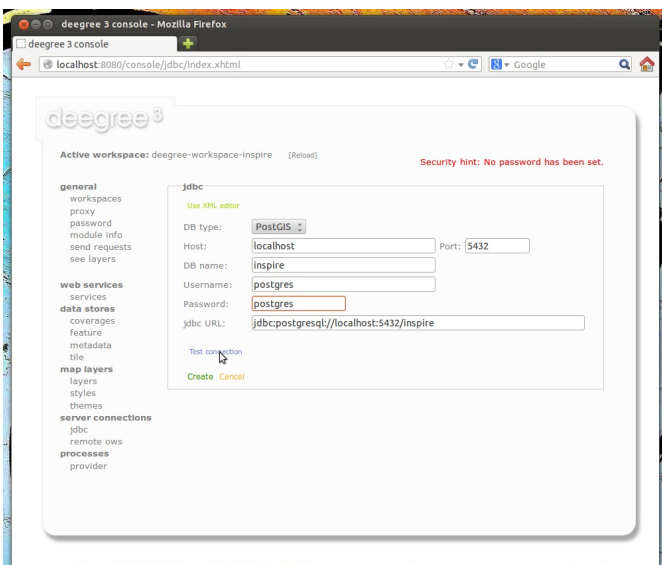 deegree 3 console - Mozilla Firefox
deegree 3 console
localhost:8080/console/jdbc/index.xhtml
Google
deegree 3
Active workspace: deegree-workspace-inspire [Reload]
Security hint: No password has been set.
general
workspaces
proxy
password
module info
send requests
see layers
web services
services
data stores
coverages
feature
metadata
tile
map layers
layers
styles
themes
server connections
jdbc
remote ows
processes
provider
jdbc
Use XML editor
DB type: PostGIS
Host: localhost Port: 5432
DB name: inspire
Username: postgres
Password: postgres
jdbc URL: jdbc:postgresql://localhost:5432/inspire
Test connection
Create Cancel